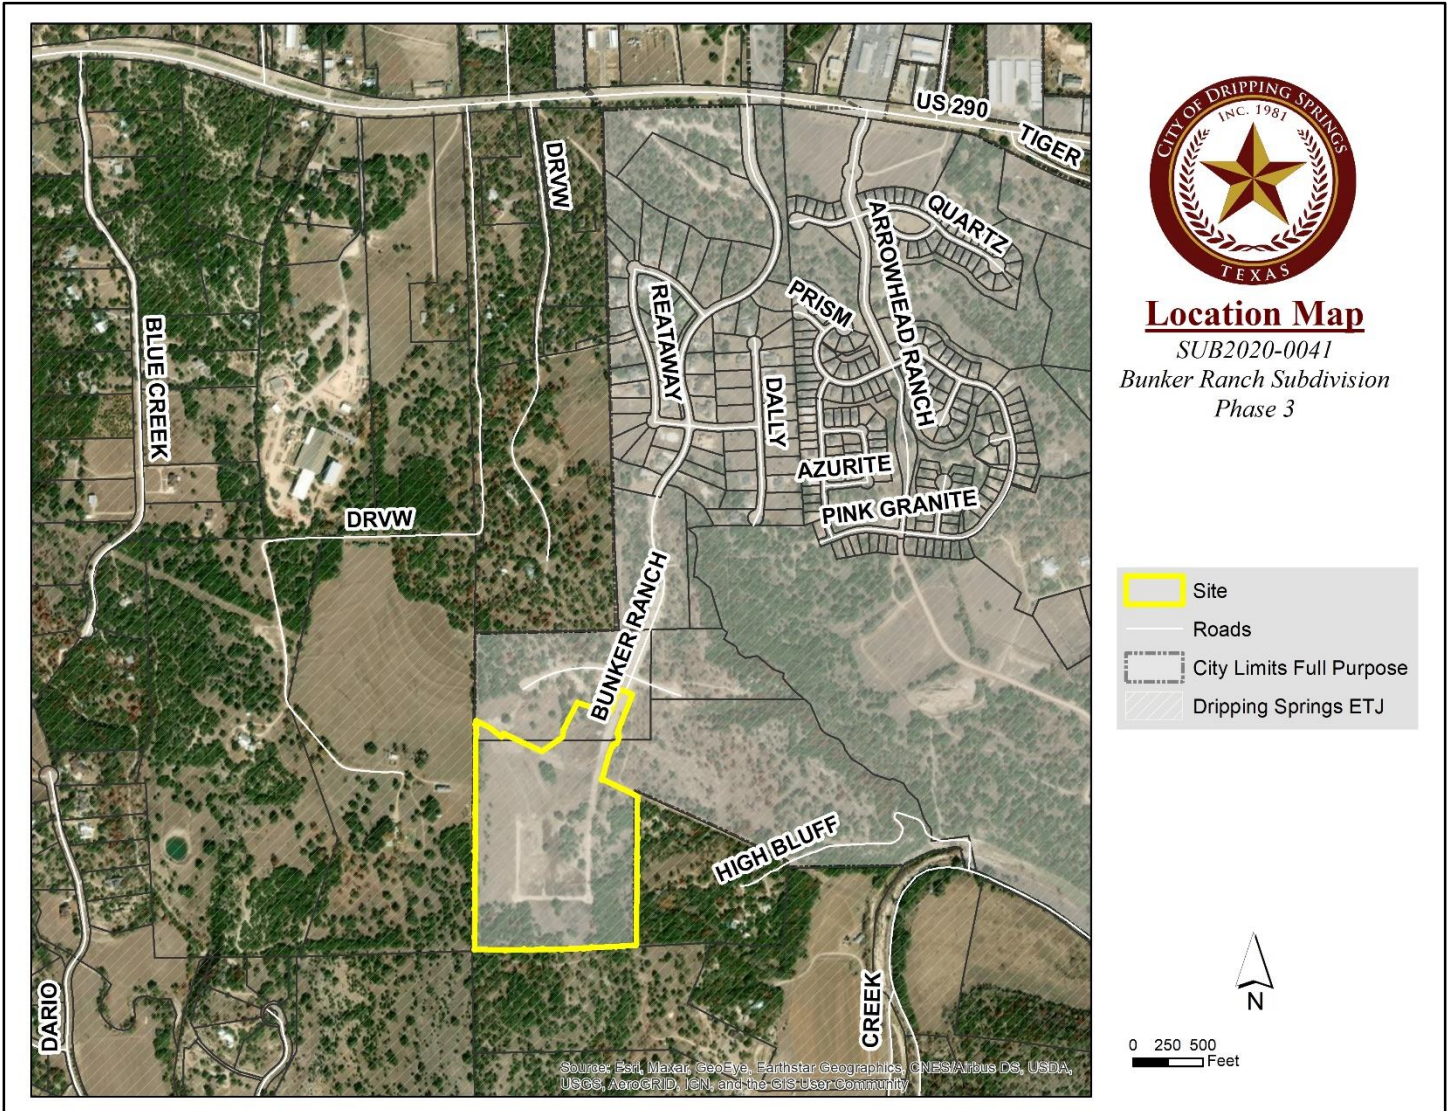 US 290
TIGER
DRVW
QUARTZ
ARROWHEAD RANCH
PRISM
REATAWAY
BLUE CREEK
DALLY
AZURITE
PINK GRANITE
DRVW
BUNKER RANCH
HIGH BLUFF
CREEK
DARIO
Source: Esri, Maxar, GeoEye, Earthstar Geographics, CNES/Airbus DS, USDA,
USGS, AeroGRID, IGN, and the GIS User Community
CITY OF DRIPPING SPRINGS
INC. 1981
TEXAS
Location Map
SUB2020-0041
Bunker Ranch Subdivision
Phase 3
Site
Roads
City Limits Full Purpose
Dripping Springs ETJ
N
0 250 500
Feet